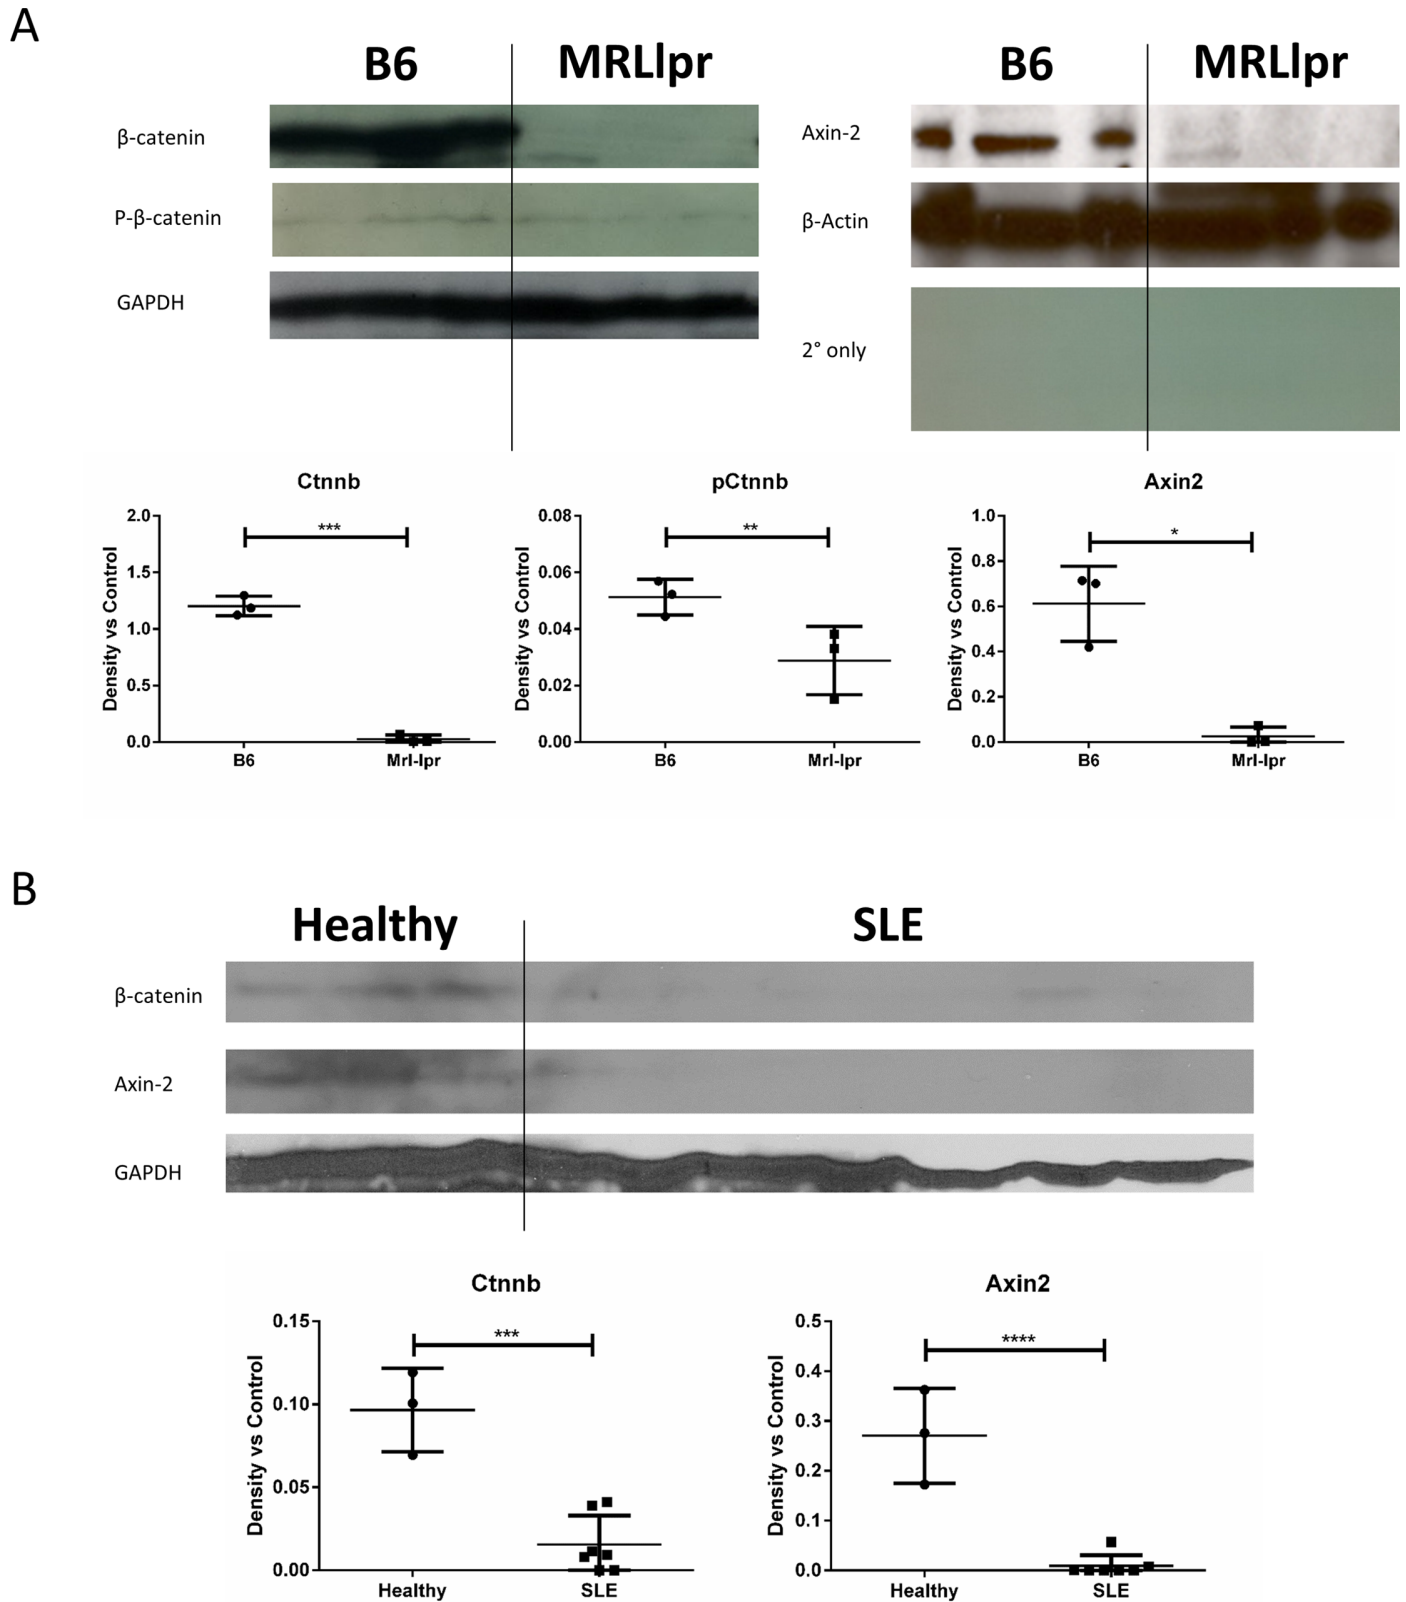 A
B6 MRLlpr B6 MRLlpr
β-catenin
Axin-2
P-β-catenin
β-Actin
GAPDH
2° only
Ctnnb
pCtnnb
Axin2
Density vs Control
2.0
1.5
1.0
0.5
0.0
***
B6 Mrl-lpr
Density vs Control
0.08
0.06
0.04
0.02
0.00
**
B6 Mrl-lpr
Density vs Control
1.0
0.8
0.6
0.4
0.2
0.0
*
B6 Mrl-lpr
B
Healthy SLE
β-catenin
Axin-2
GAPDH
Ctnnb
Density vs Control
0.15
0.10
0.05
0.00
***
Healthy SLE
Axin2
Density vs Control
0.5
0.4
0.3
0.2
0.1
0.0
****
Healthy SLE